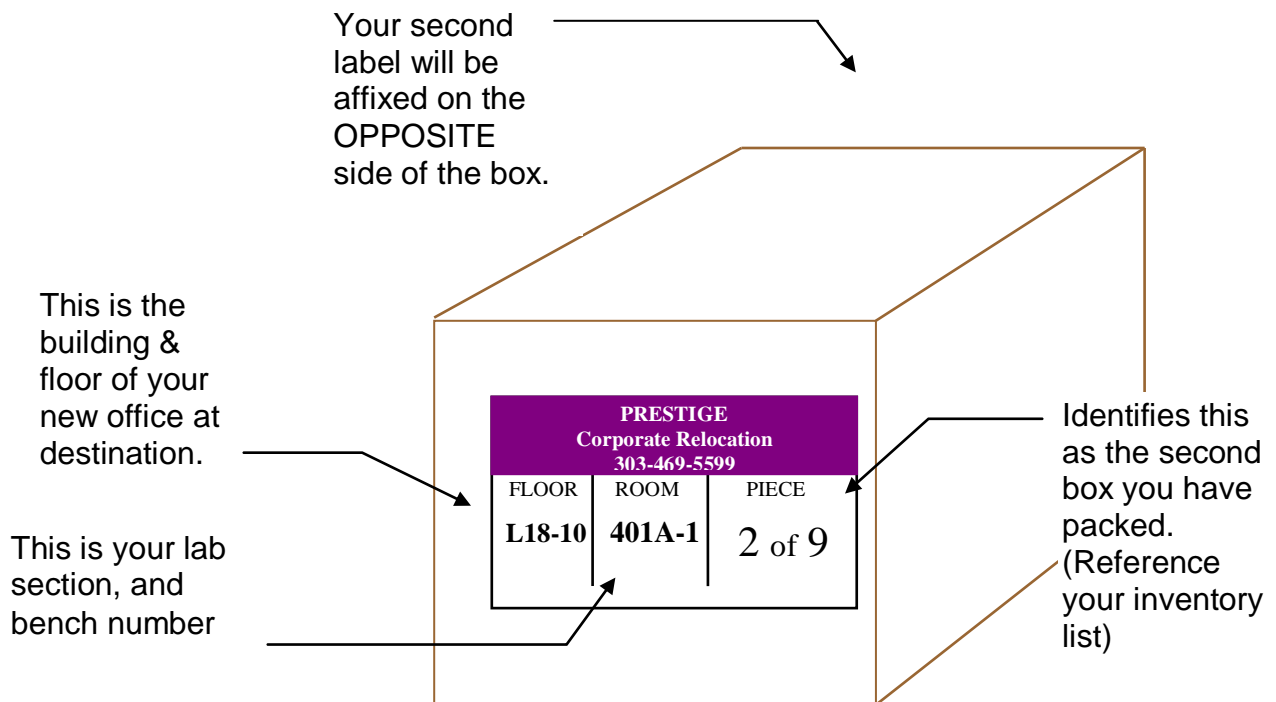 Your second
label will be
affixed on the
OPPOSITE
side of the box.
This is the
building &
floor of your
new office at
destination.
This is your lab
section, and
bench number
PRESTIGE
Corporate Relocation
303-469-5599
FLOOR ROOM PIECE
L18-10 401A-1 2 of 9
Identifies this
as the second
box you have
packed.
(Reference
your inventory
list)